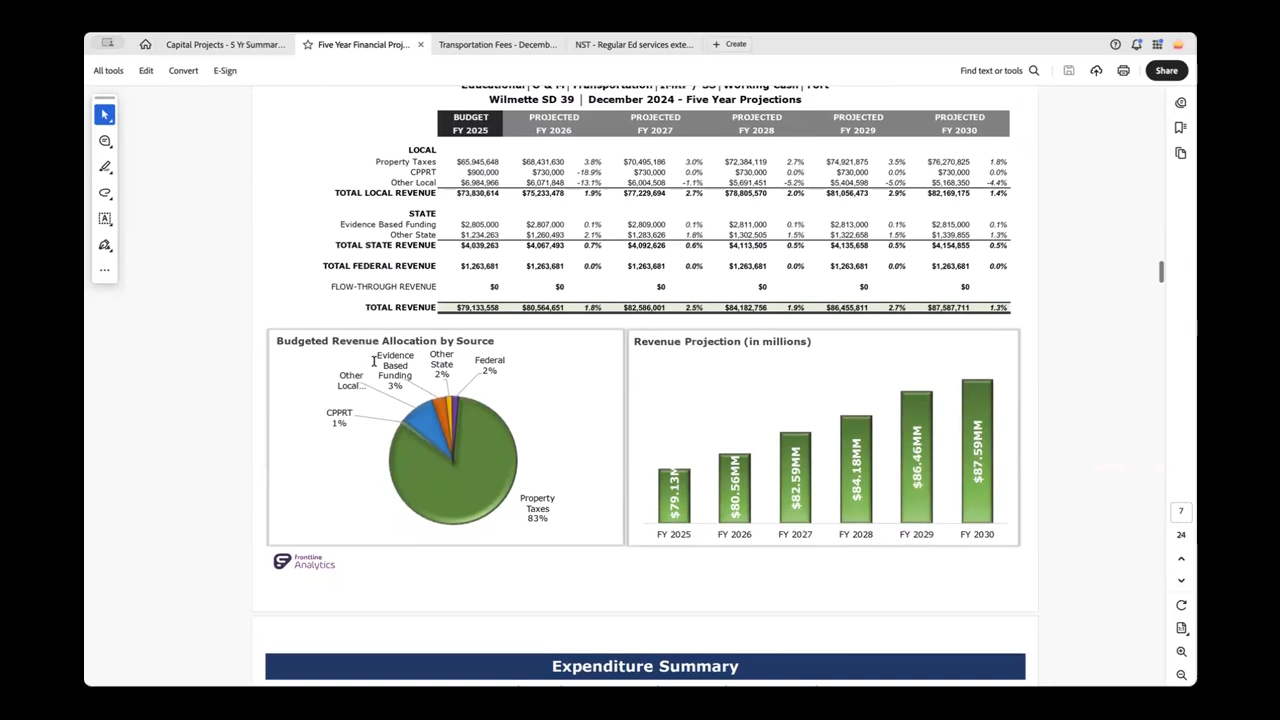 Capital Projects - 5 Yr Summar...
Five Year Financial Proj...
Transportation Fees - Decemb...
NST - Regular Ed services exte...
Create
All tools Edit Convert E-Sign
Find text or tools
Share
Educational | O & M | Transportation | IMRF / SS | Working Cash | Tort
Wilmette SD 39 | December 2024 - Five Year Projections
BUDGET PROJECTED PROJECTED PROJECTED PROJECTED PROJECTED
FY 2025 FY 2026 FY 2027 FY 2028 FY 2029 FY 2030
LOCAL
Property Taxes $65,945,648 $68,431,630 3.8% $70,495,186 3.0% $72,384,119 2.7% $74,921,875 3.5% $76,270,825 1.8%
CPPRT $900,000 $730,000 -18.9% $730,000 0.0% $730,000 0.0% $730,000 0.0% $730,000 0.0%
Other Local $6,984,966 $6,071,848 -13.1% $6,004,508 -1.1% $5,691,451 -5.2% $5,404,598 -5.0% $5,168,350 -4.4%
TOTAL LOCAL REVENUE $73,830,614 $75,233,478 1.9% $77,229,694 2.7% $78,805,570 2.0% $81,056,473 2.9% $82,169,175 1.4%
STATE
Evidence Based Funding $2,805,000 $2,807,000 0.1% $2,809,000 0.1% $2,811,000 0.1% $2,813,000 0.1% $2,815,000 0.1%
Other State $1,234,263 $1,260,493 2.1% $1,283,626 1.8% $1,302,505 1.5% $1,322,658 1.5% $1,339,855 1.3%
TOTAL STATE REVENUE $4,039,263 $4,067,493 0.7% $4,092,626 0.6% $4,113,505 0.5% $4,135,658 0.5% $4,154,855 0.5%
TOTAL FEDERAL REVENUE $1,263,681 $1,263,681 0.0% $1,263,681 0.0% $1,263,681 0.0% $1,263,681 0.0% $1,263,681 0.0%
FLOW-THROUGH REVENUE $0 $0 $0 $0 $0 $0
TOTAL REVENUE $79,133,558 $80,564,651 1.8% $82,586,001 2.5% $84,182,756 1.9% $86,455,811 2.7% $87,587,711 1.3%
Budgeted Revenue Allocation by Source
Evidence
Based
Funding
3%
Other
State
2%
Federal
2%
Other
Local...
CPPRT
1%
Property
Taxes
83%
Revenue Projection (in millions)
$79.13M
$80.56MM
$82.59MM
$84.18MM
$86.46MM
$87.59MM
FY 2025 FY 2026 FY 2027 FY 2028 FY 2029 FY 2030
frontline
Analytics
7
24
Expenditure Summary